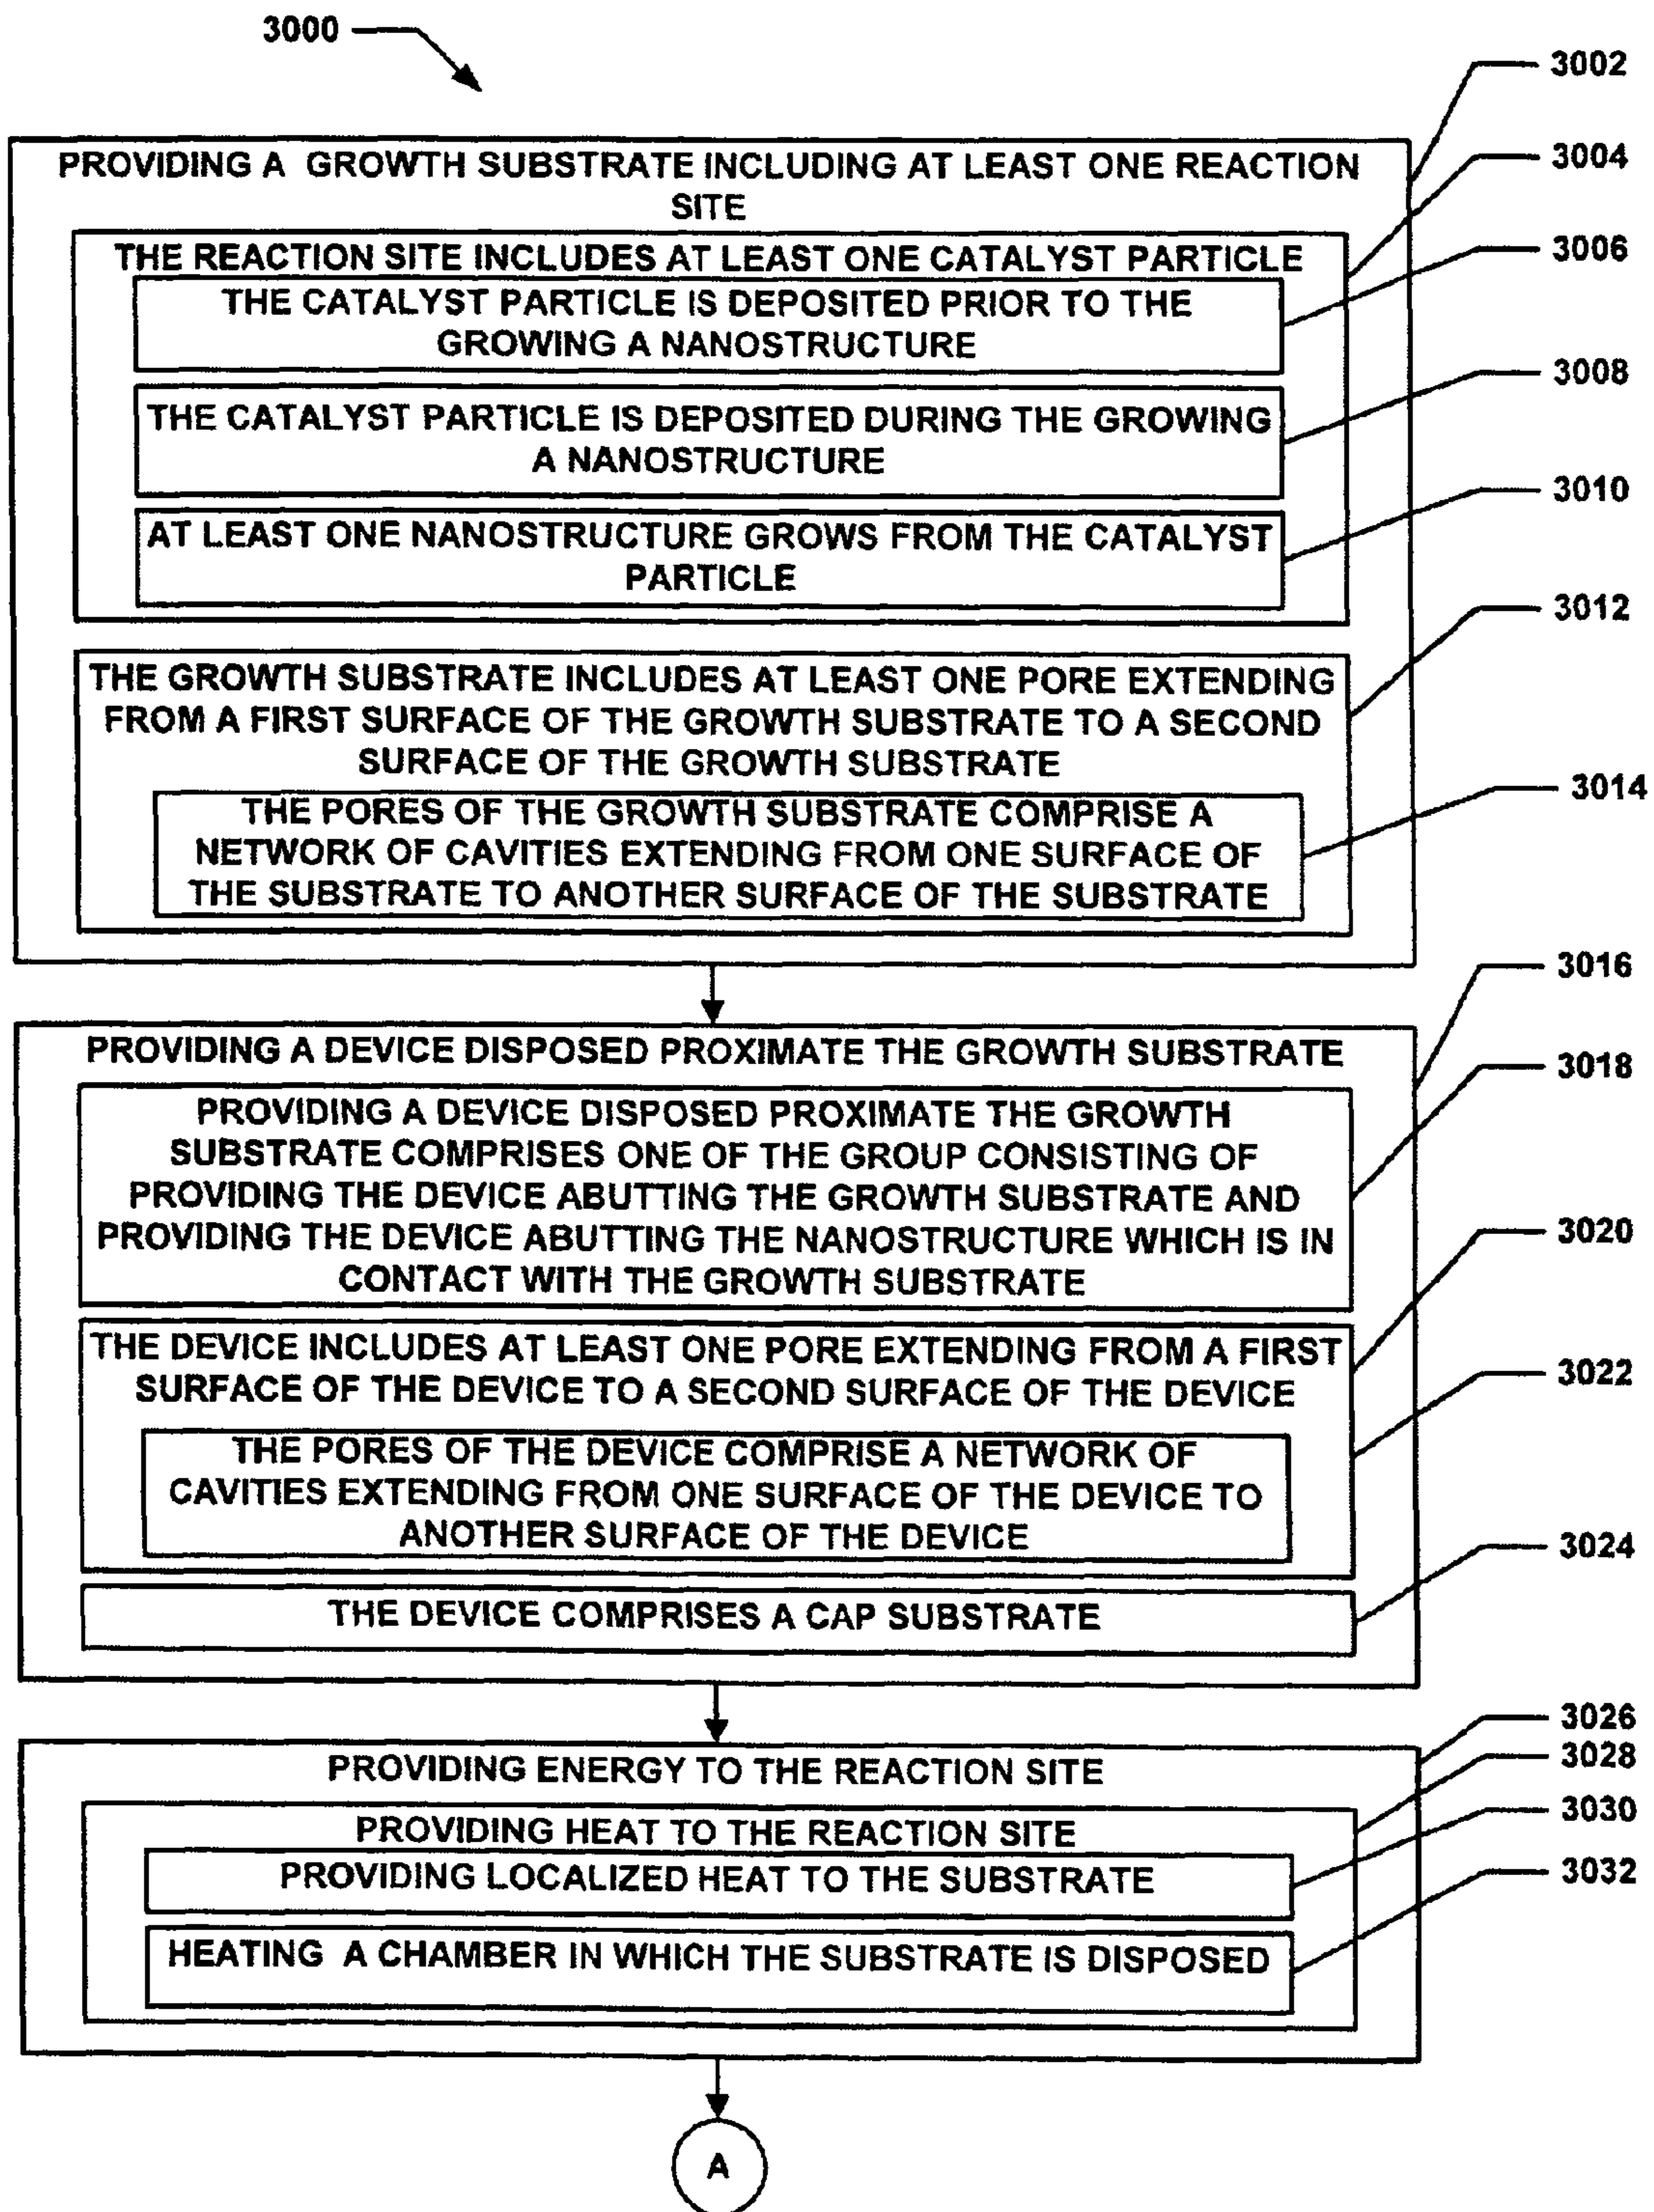 3000
3002
PROVIDING A GROWTH SUBSTRATE INCLUDING AT LEAST ONE REACTION
SITE
3004
THE REACTION SITE INCLUDES AT LEAST ONE CATALYST PARTICLE
3006
THE CATALYST PARTICLE IS DEPOSITED PRIOR TO THE
GROWING A NANOSTRUCTURE
3008
THE CATALYST PARTICLE IS DEPOSITED DURING THE GROWING
A NANOSTRUCTURE
3010
AT LEAST ONE NANOSTRUCTURE GROWS FROM THE CATALYST
PARTICLE
3012
THE GROWTH SUBSTRATE INCLUDES AT LEAST ONE PORE EXTENDING
FROM A FIRST SURFACE OF THE GROWTH SUBSTRATE TO A SECOND
SURFACE OF THE GROWTH SUBSTRATE
3014
THE PORES OF THE GROWTH SUBSTRATE COMPRISE A
NETWORK OF CAVITIES EXTENDING FROM ONE SURFACE OF
THE SUBSTRATE TO ANOTHER SURFACE OF THE SUBSTRATE
3016
PROVIDING A DEVICE DISPOSED PROXIMATE THE GROWTH SUBSTRATE
3018
PROVIDING A DEVICE DISPOSED PROXIMATE THE GROWTH
SUBSTRATE COMPRISES ONE OF THE GROUP CONSISTING OF
PROVIDING THE DEVICE ABUTTING THE GROWTH SUBSTRATE AND
PROVIDING THE DEVICE ABUTTING THE NANOSTRUCTURE WHICH IS IN
CONTACT WITH THE GROWTH SUBSTRATE
3020
THE DEVICE INCLUDES AT LEAST ONE PORE EXTENDING FROM A FIRST
SURFACE OF THE DEVICE TO A SECOND SURFACE OF THE DEVICE
3022
THE PORES OF THE DEVICE COMPRISE A NETWORK OF
CAVITIES EXTENDING FROM ONE SURFACE OF THE DEVICE TO
ANOTHER SURFACE OF THE DEVICE
3024
THE DEVICE COMPRISES A CAP SUBSTRATE
3026
PROVIDING ENERGY TO THE REACTION SITE
3028
PROVIDING HEAT TO THE REACTION SITE
3030
PROVIDING LOCALIZED HEAT TO THE SUBSTRATE
3032
HEATING A CHAMBER IN WHICH THE SUBSTRATE IS DISPOSED
A